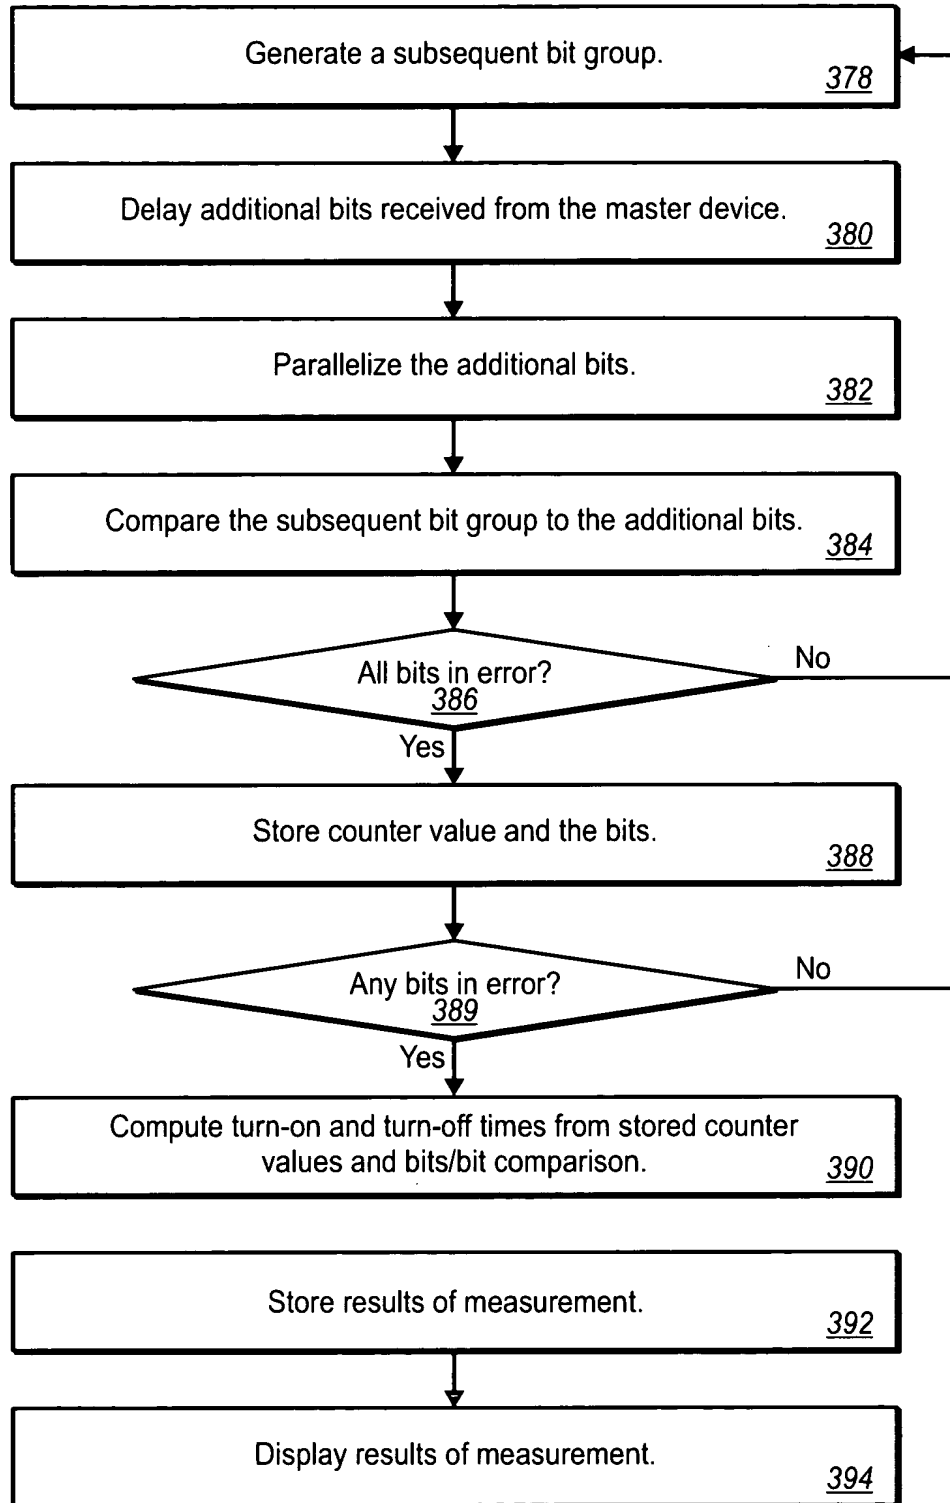 Generate a subsequent bit group.
378
Delay additional bits received from the master device.
380
Parallelize the additional bits.
382
Compare the subsequent bit group to the additional bits.
384
All bits in error?
386
No
Yes
Store counter value and the bits.
388
Any bits in error?
389
No
Yes
Compute turn-on and turn-off times from stored counter
values and bits/bit comparison.
390
Store results of measurement.
392
Display results of measurement.
394